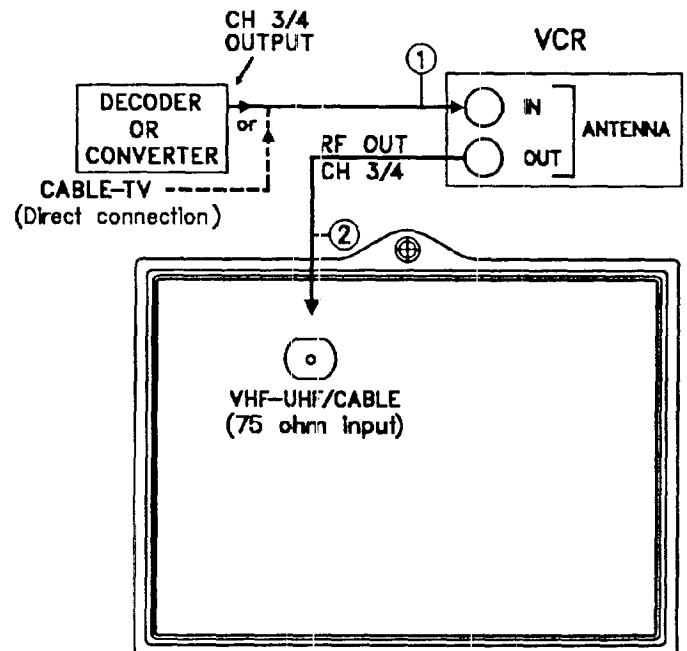 CH 3/4
OUTPUT
VCR
1
DECODER
OR
CONVERTER
or
IN
OUT
ANTENNA
RF OUT
CH 3/4
CABLE-TV
(Direct connection)
2
VHF-UHF/CABLE
(75 ohm input)